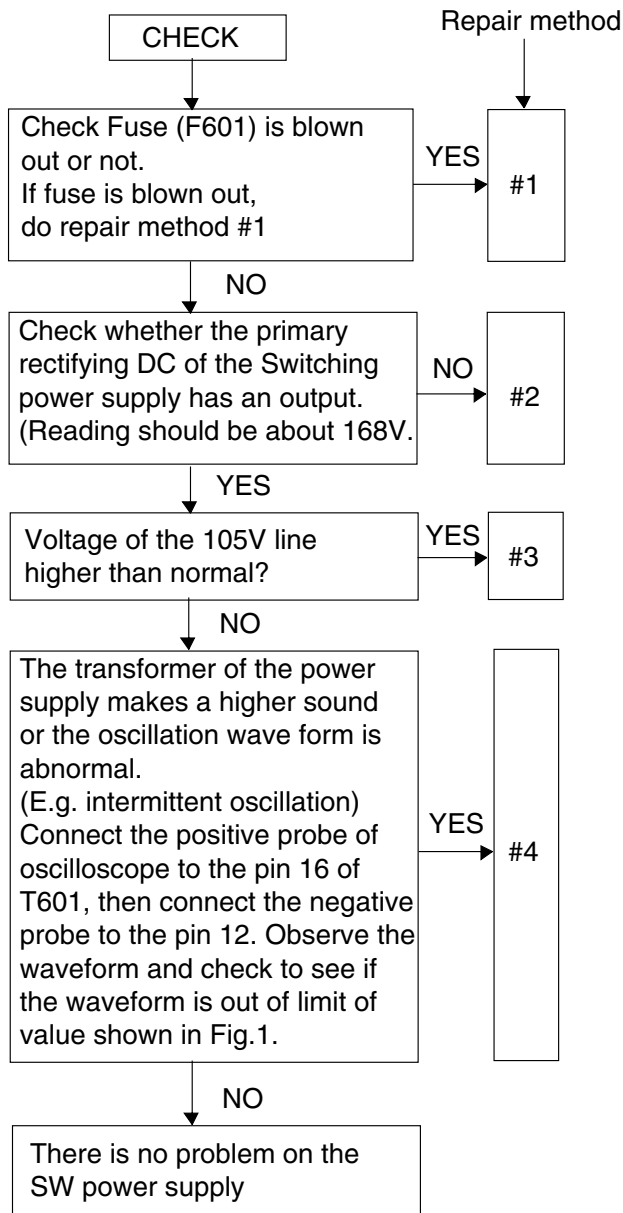 Repair method
CHECK
Check Fuse (F601) is blown
out or not.
If fuse is blown out,
do repair method #1
YES
#1
NO
Check whether the primary
rectifying DC of the Switching
power supply has an output.
(Reading should be about 168V.
NO
#2
YES
Voltage of the 105V line
higher than normal?
YES
#3
NO
The transformer of the power
supply makes a higher sound
or the oscillation wave form is
abnormal.
(E.g. intermittent oscillation)
Connect the positive probe of
oscilloscope to the pin 16 of
T601, then connect the negative
probe to the pin 12. Observe the
waveform and check to see if
the waveform is out of limit of
value shown in Fig.1.
YES
#4
NO
There is no problem on the
SW power supply